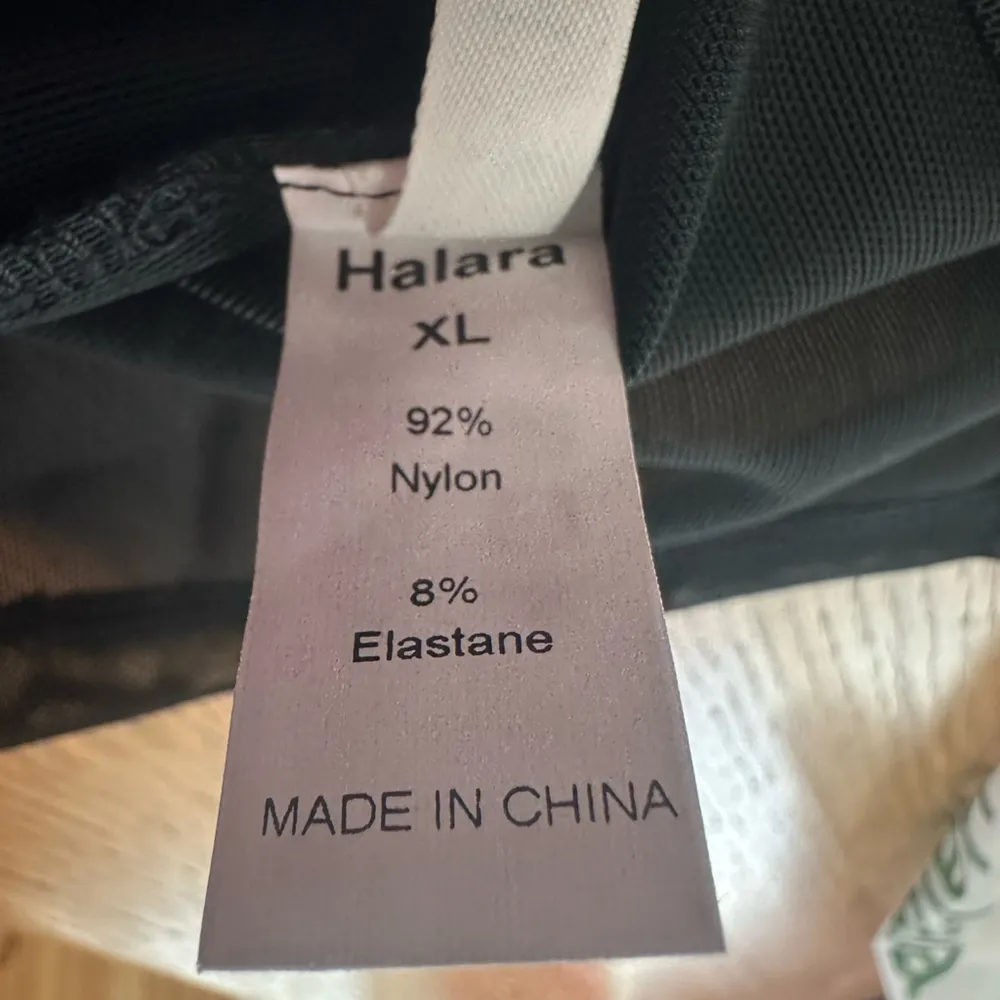 Halara
XL
92%
Nylon
8%
Elastane
MADE IN CHINA